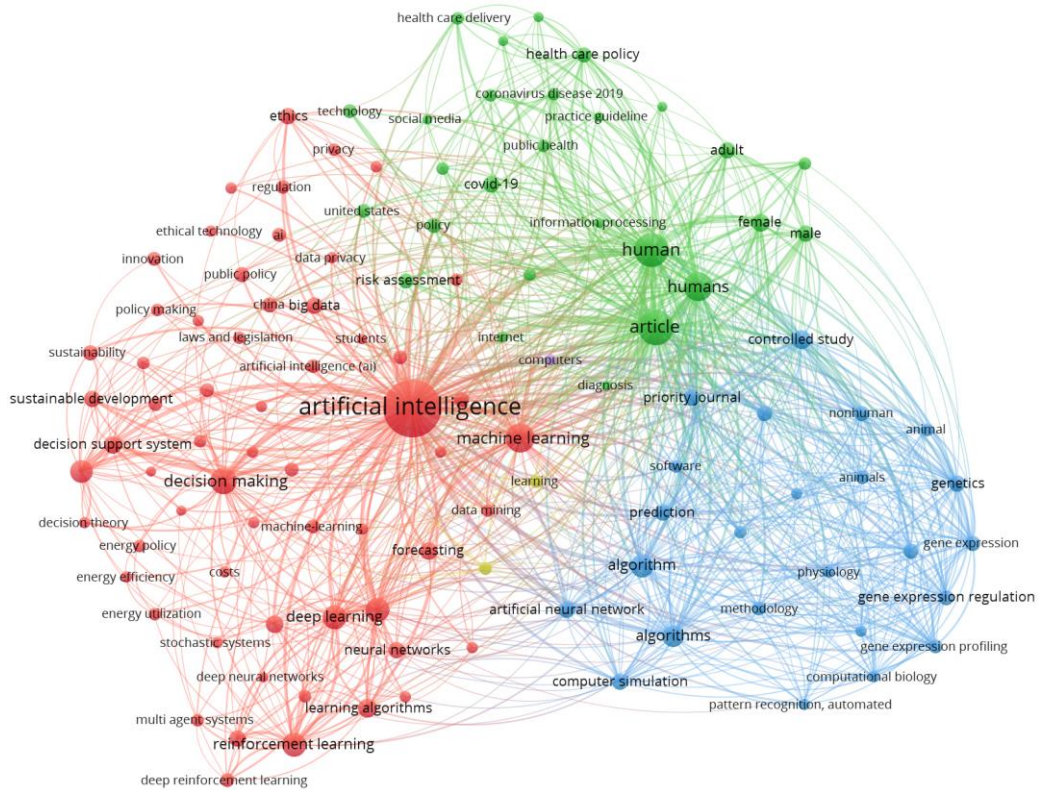 health care delivery
health care policy
coronavirus disease 2019
ethics
technology
social media
practice guideline
privacy
public health
adult
regulation
covid-19
united states
policy
information processing
female
male
ethical technology
ai
human
innovation
data privacy
public policy
risk assessment
humans
policy making
china
big data
article
laws and legislation
students
internet
controlled study
sustainability
artificial intelligence (ai)
computers
diagnosis
sustainable development
priority journal
artificial intelligence
nonhuman
animal
decision support system
machine learning
software
decision making
learning
animals
genetics
decision theory
data mining
prediction
machine-learning
energy policy
forecasting
gene expression
energy efficiency
costs
algorithm
physiology
energy utilization
deep learning
artificial neural network
methodology
gene expression regulation
stochastic systems
neural networks
algorithms
gene expression profiling
deep neural networks
computer simulation
computational biology
multi agent systems
learning algorithms
pattern recognition, automated
reinforcement learning
deep reinforcement learning